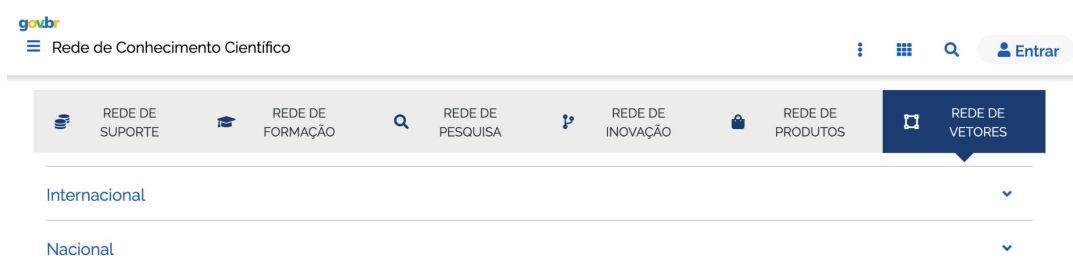 gov.br
Rede de Conhecimento Científico
Entrar
REDE DE
SUPORTE
REDE DE
FORMAÇÃO
REDE DE
PESQUISA
REDE DE
INOVAÇÃO
REDE DE
PRODUTOS
REDE DE
VETORES
Internacional
Nacional